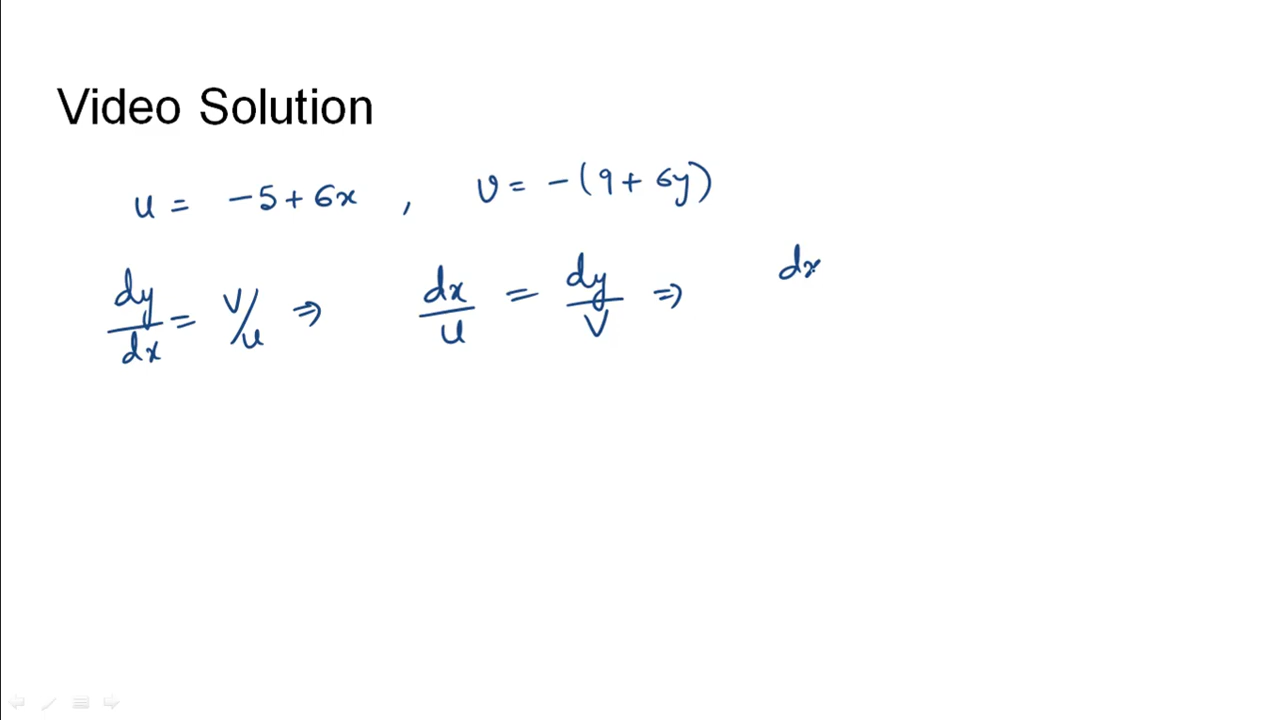 Video Solution
u = -5+6x , v = -(9+6y)
dy/dx = v/u ⇒ dx/u = dy/v ⇒ dx